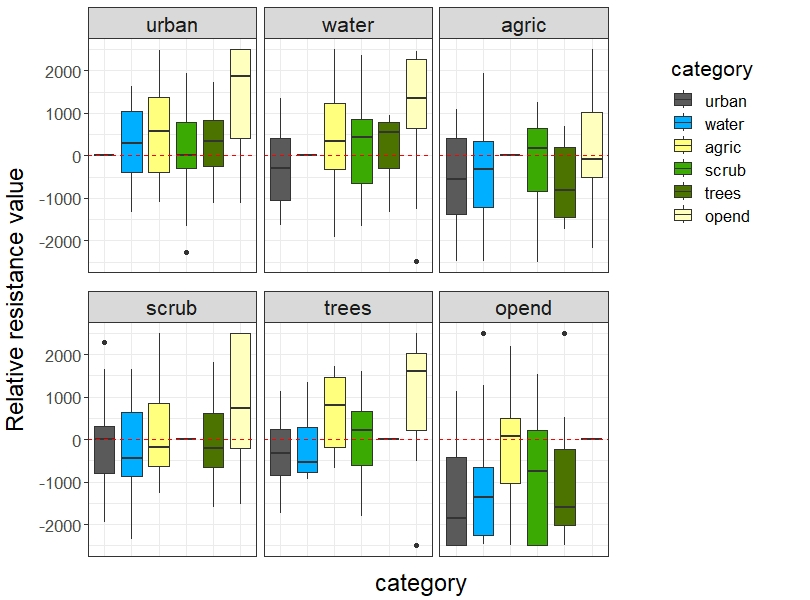 urban water agric
category
urban
water
agric
scrub
trees
opend
2000
1000
0
-1000
-2000
Relative resistance value
scrub trees opend
2000
1000
0
-1000
-2000
category